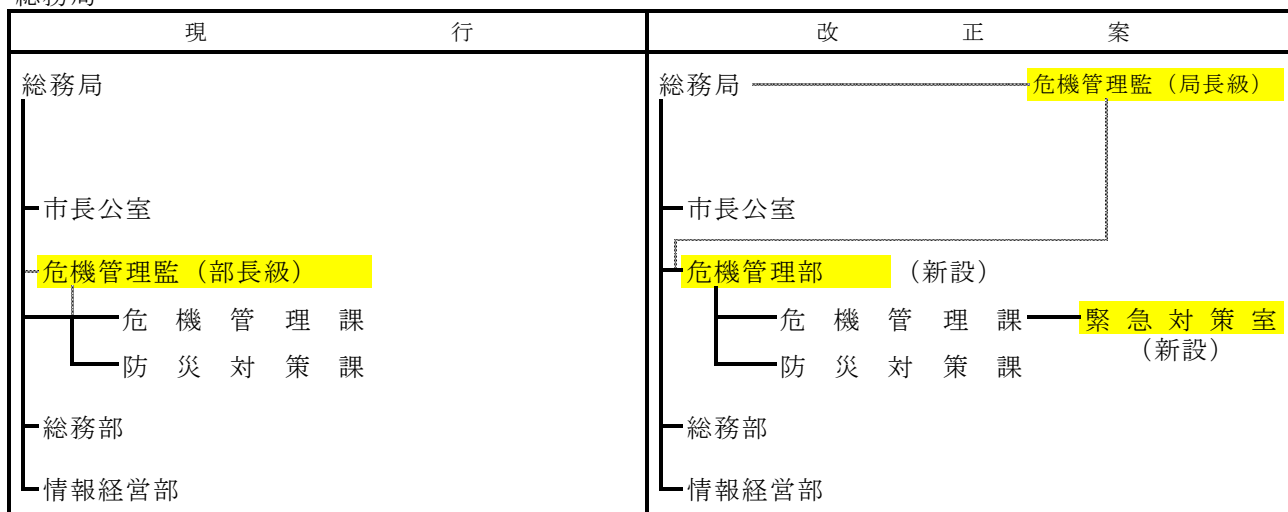 総務局
現 行
改 正 案
総務局
市長公室
危機管理監（部長級）
危機管理課
防災対策課
総務部
情報経営部
総務局 危機管理監（局長級）
市長公室
危機管理部 （新設）
危機管理課 緊急対策室
（新設）
防災対策課
総務部
情報経営部